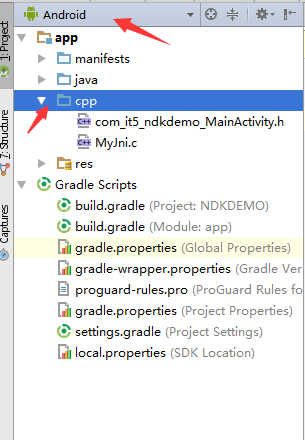 Android
1: Project
7: Structure
Captures
app
manifests
java
cpp
com_it5_ndkdemo_MainActivity.h
MyJni.c
res
Gradle Scripts
build.gradle (Project: NDKDEMO)
build.gradle (Module: app)
gradle.properties (Global Properties)
gradle-wrapper.properties (Gradle Ver
proguard-rules.pro (ProGuard Rules fo
gradle.properties (Project Properties)
settings.gradle (Project Settings)
local.properties (SDK Location)